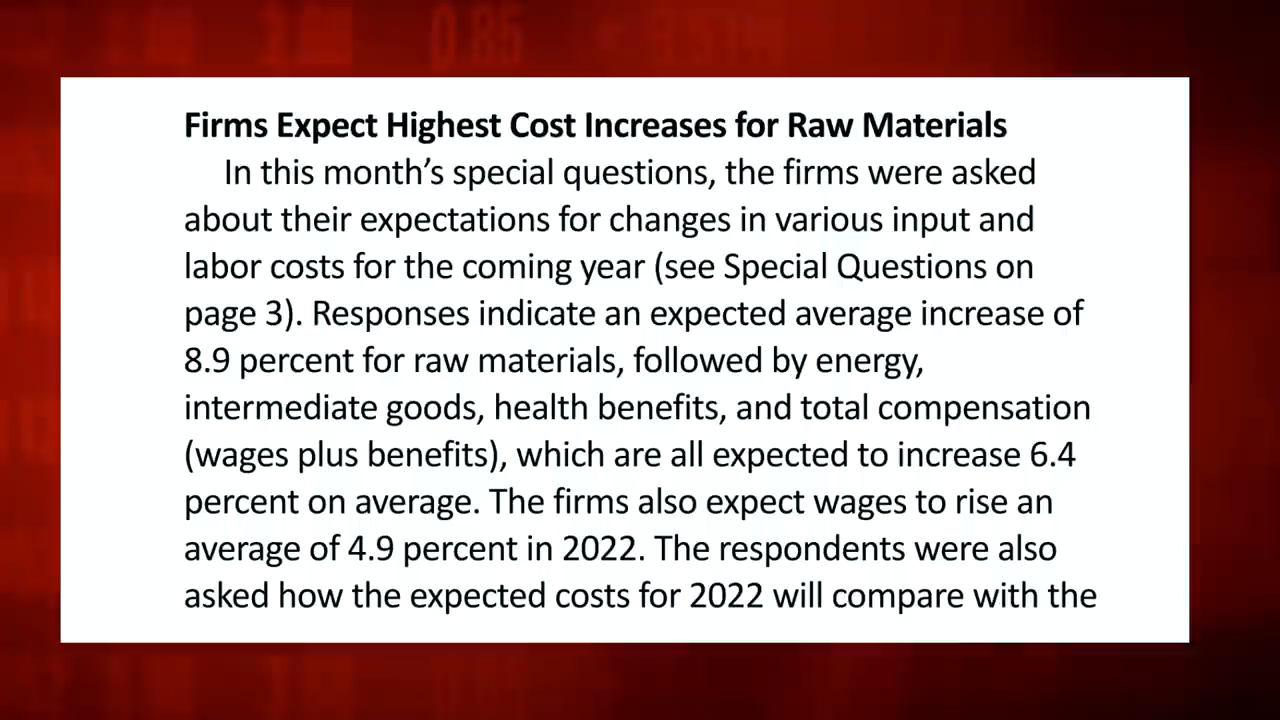 0.85
Firms Expect Highest Cost Increases for Raw Materials
In this month’s special questions, the firms were asked
about their expectations for changes in various input and
labor costs for the coming year (see Special Questions on
page 3). Responses indicate an expected average increase of
8.9 percent for raw materials, followed by energy,
intermediate goods, health benefits, and total compensation
(wages plus benefits), which are all expected to increase 6.4
percent on average. The firms also expect wages to rise an
average of 4.9 percent in 2022. The respondents were also
asked how the expected costs for 2022 will compare with the